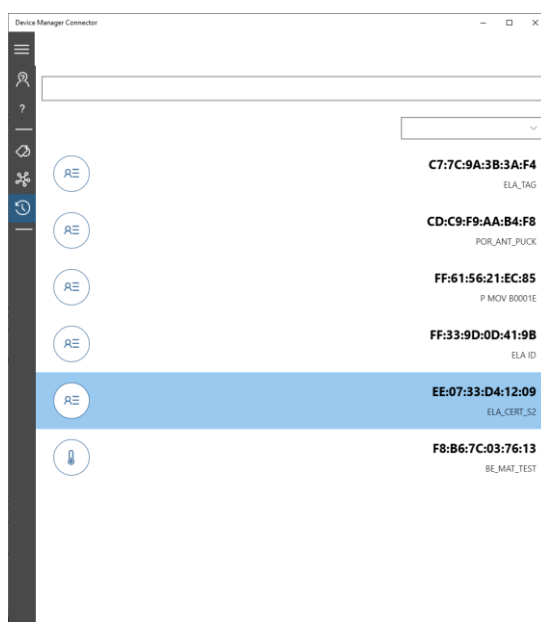 Device Manager Connector
?
C7:7C:9A:3B:3A:F4
ELA_TAG
CD:C9:F9:AA:B4:F8
POR_ANT_PUCK
FF:61:56:21:EC:85
P MOV B0001E
FF:33:9D:0D:41:9B
ELA ID
EE:07:33:D4:12:09
ELA_CERT_S2
F8:B6:7C:03:76:13
BE_MAT_TEST